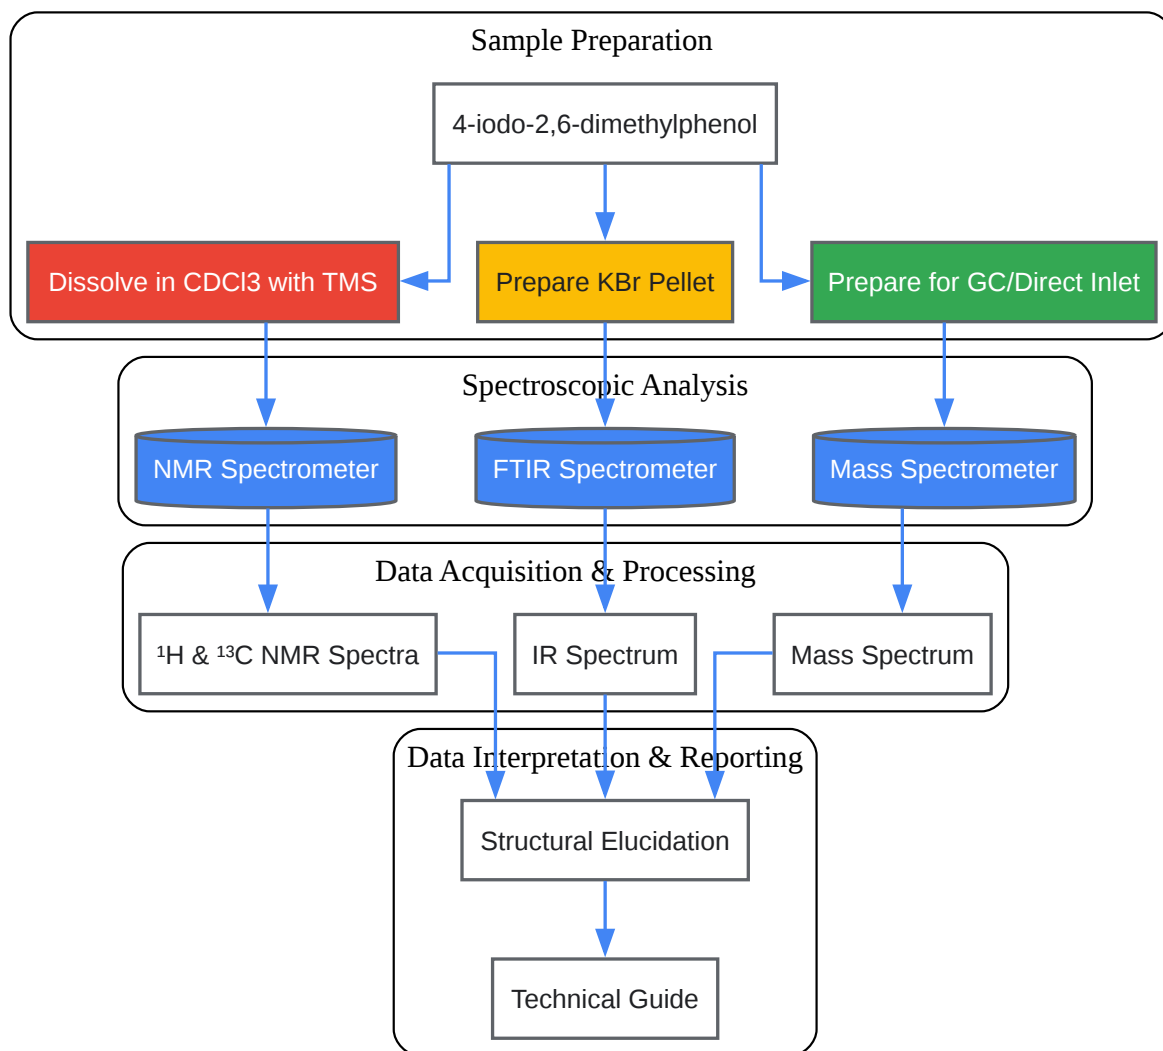 Sample Preparation
4-iodo-2,6-dimethylphenol
Dissolve in CDCl3 with TMS
Prepare KBr Pellet
Prepare for GC/Direct Inlet
Spectroscopic Analysis
NMR Spectrometer
FTIR Spectrometer
Mass Spectrometer
Data Acquisition & Processing
¹H & ¹³C NMR Spectra
IR Spectrum
Mass Spectrum
Data Interpretation & Reporting
Structural Elucidation
Technical Guide